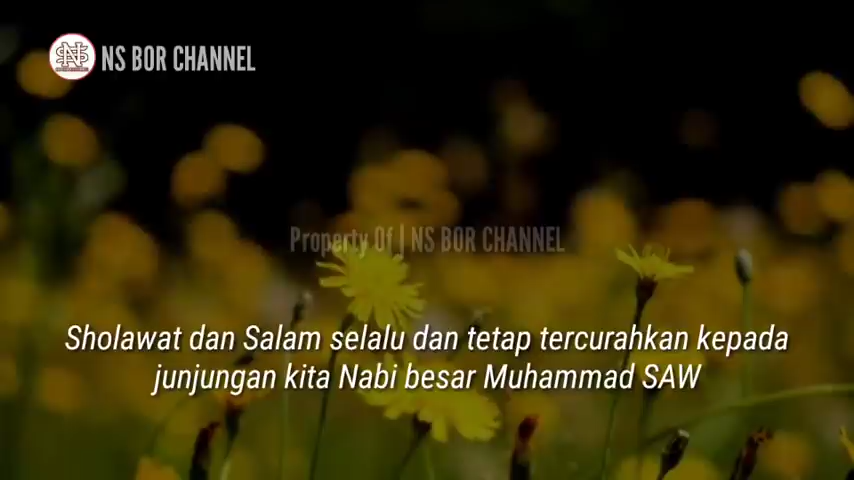 NS BOR CHANNEL
Property Of | NS BOR CHANNEL
Sholawat dan Salam selalu dan tetap tercurahkan kepada
junjungan kita Nabi besar Muhammad SAW